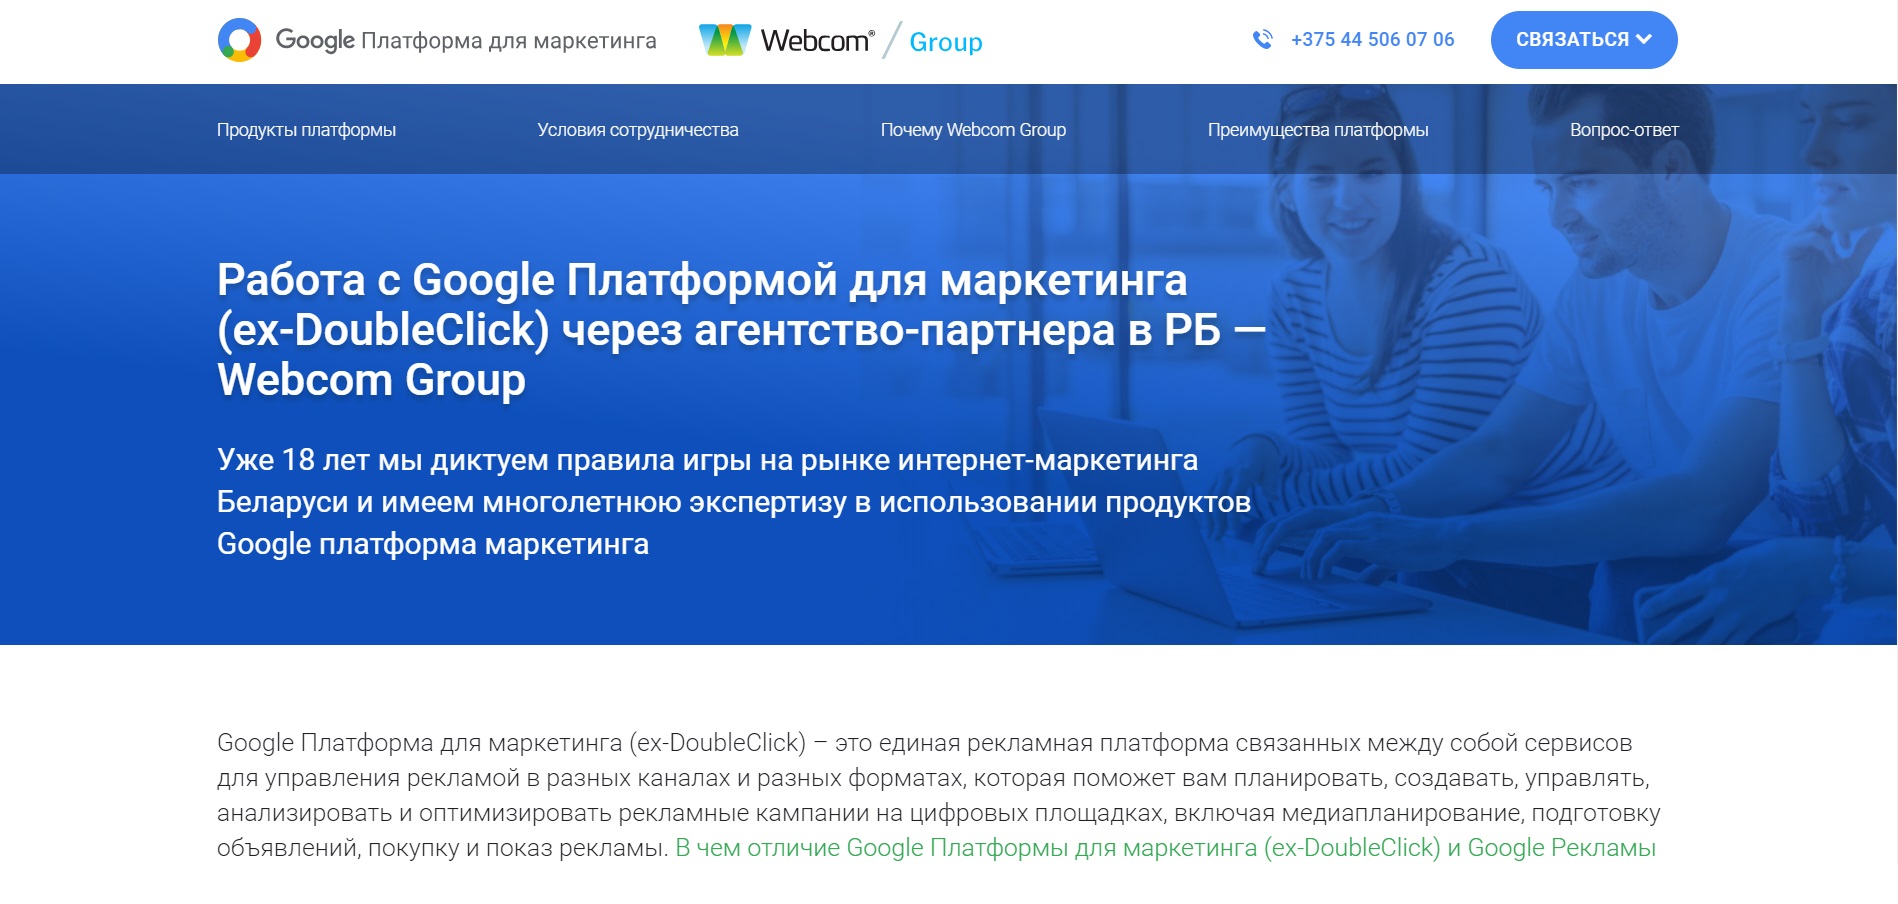 Google Платформа для маркетинга
Webcom® / Group
+375 44 506 07 06
СВЯЗАТЬСЯ
Продукты платформы
Условия сотрудничества
Почему Webcom Group
Преимущества платформы
Вопрос-ответ
Работа с Google Платформой для маркетинга
(ex-DoubleClick) через агентство-партнера в РБ —
Webcom Group
Уже 18 лет мы диктуем правила игры на рынке интернет-маркетинга
Беларуси и имеем многолетнюю экспертизу в использовании продуктов
Google платформа маркетинга
Google Платформа для маркетинга (ex-DoubleClick) – это единая рекламная платформа связанных между собой сервисов
для управления рекламой в разных каналах и разных форматах, которая поможет вам планировать, создавать, управлять,
анализировать и оптимизировать рекламные кампании на цифровых площадках, включая медиапланирование, подготовку
объявлений, покупку и показ рекламы. В чем отличие Google Платформы для маркетинга (ex-DoubleClick) и Google Рекламы